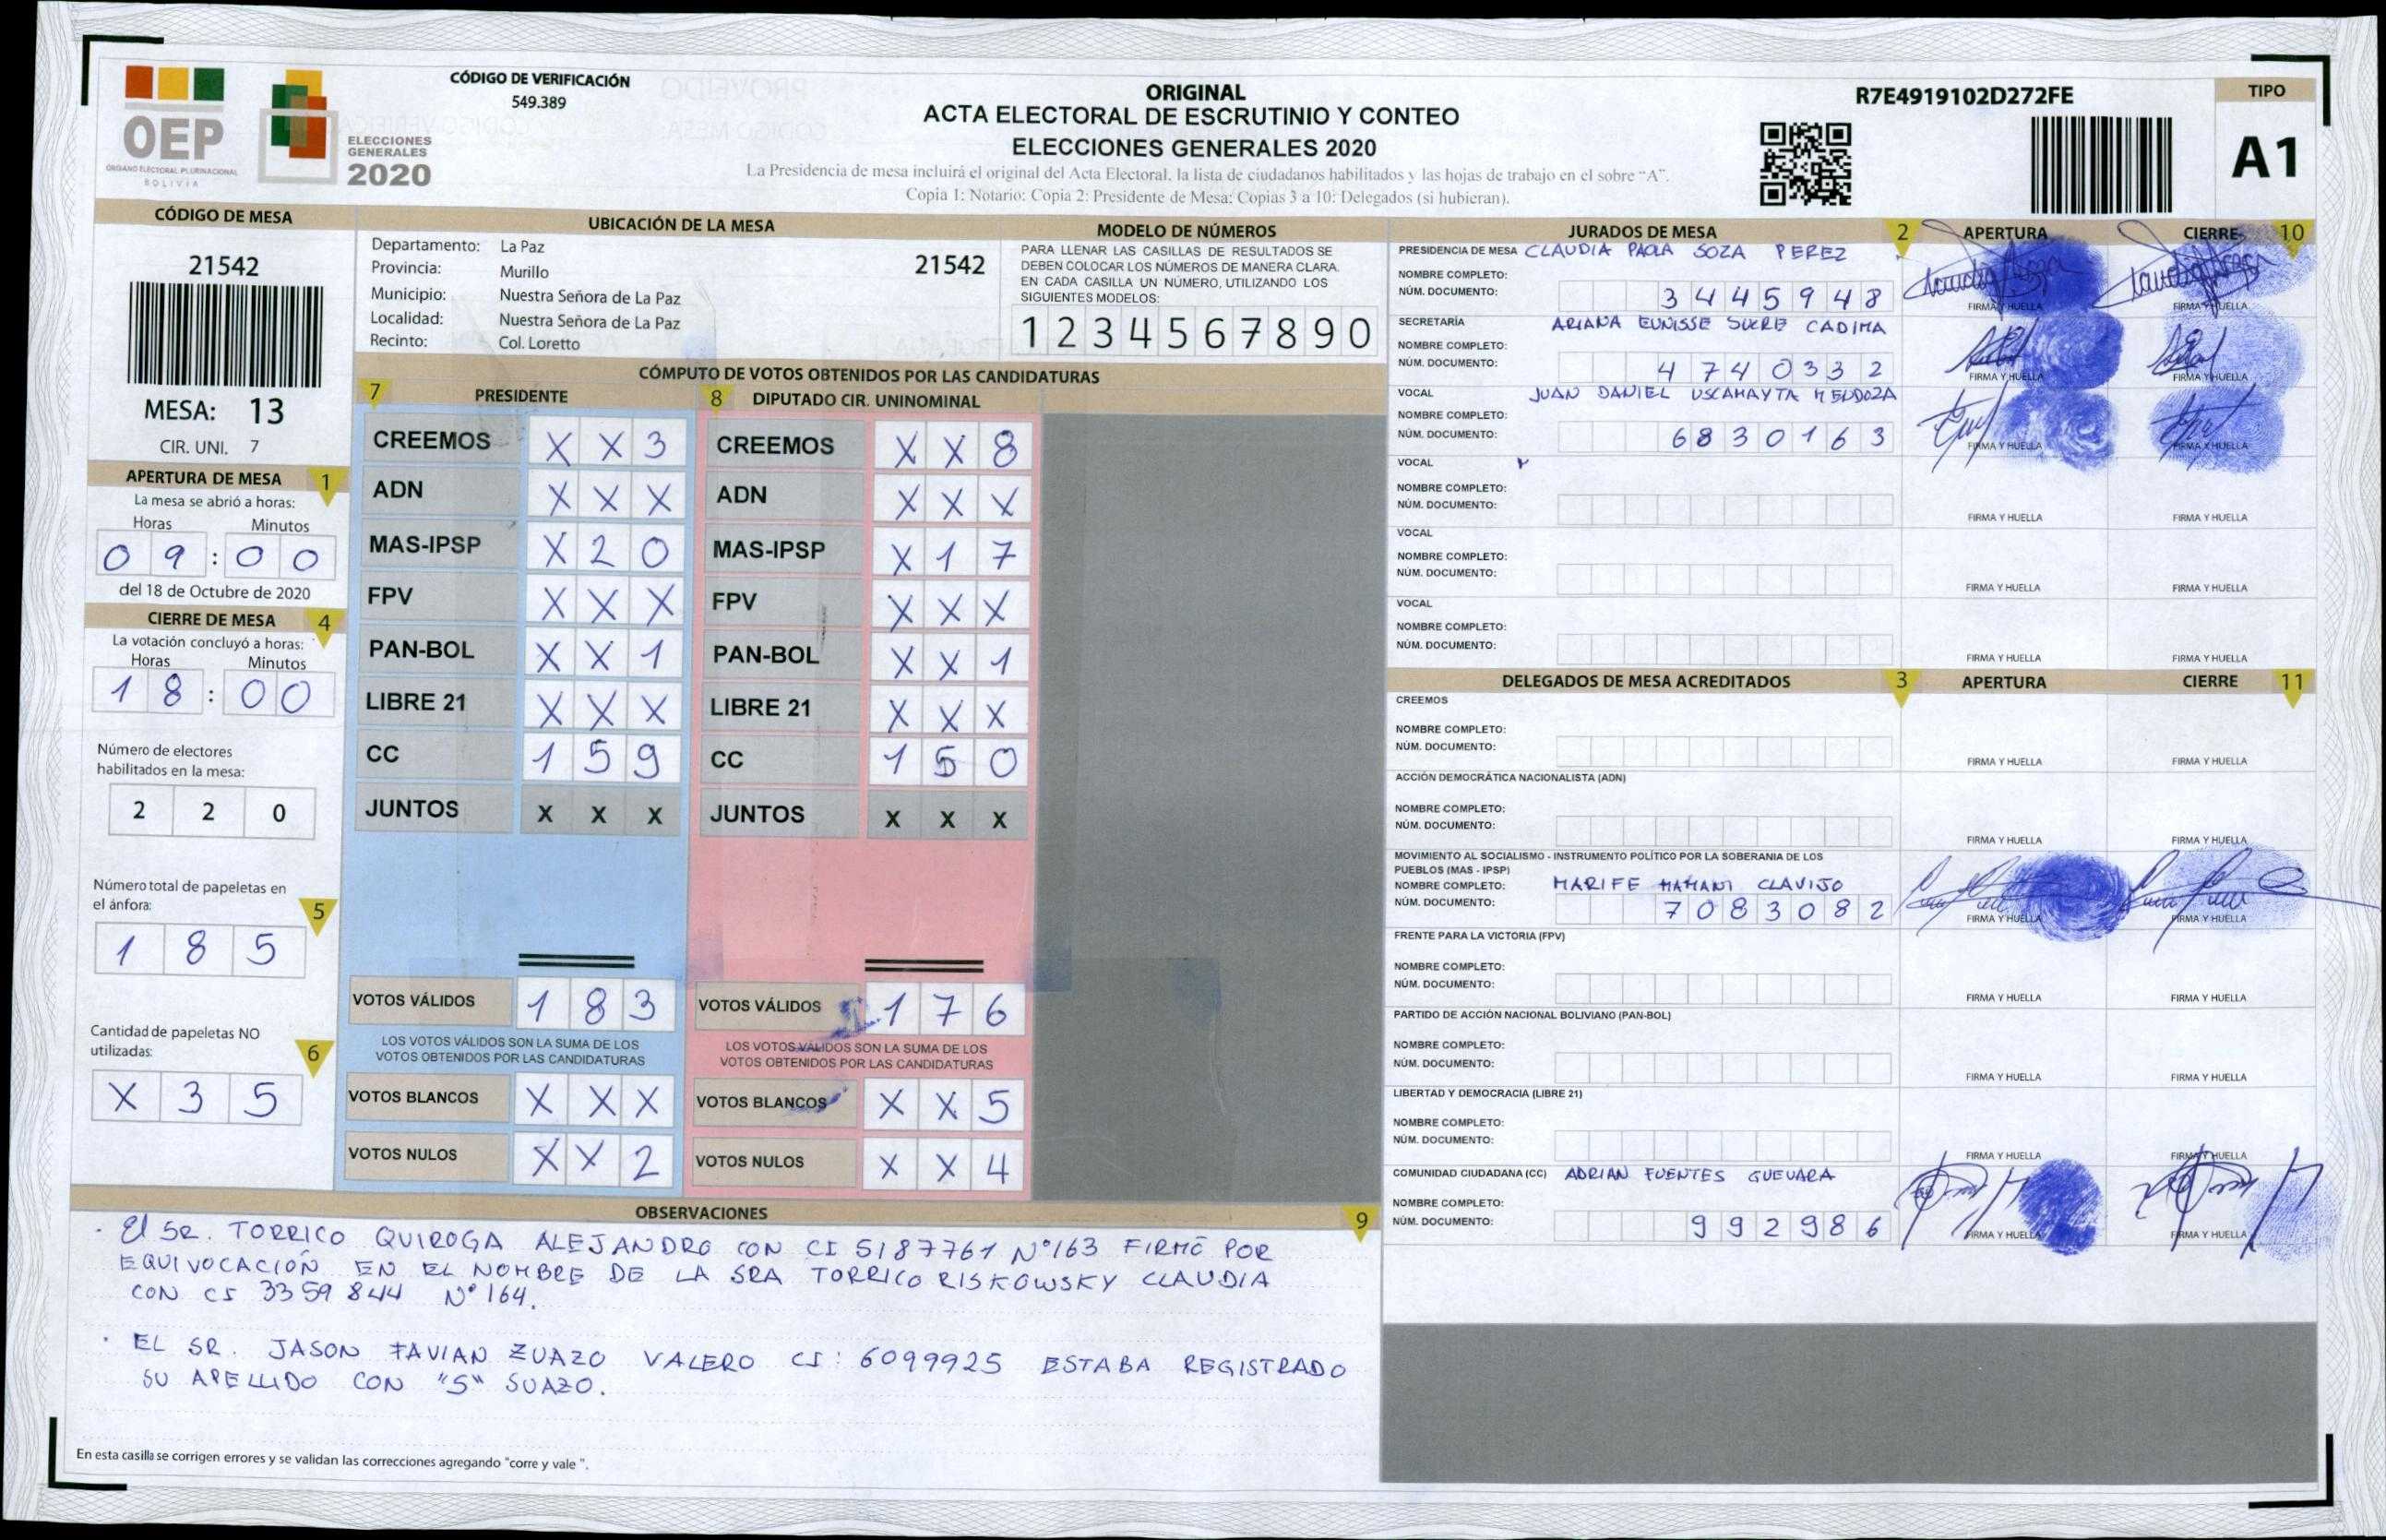 OEP
ÓRGANO ELECTORAL PLURINACIONAL
BOLIVIA
ELECCIONES
GENERALES
2020
CÓDIGO DE VERIFICACIÓN
549.389
ORIGINAL
ACTA ELECTORAL DE ESCRUTINIO Y CONTEO
ELECCIONES GENERALES 2020
La Presidencia de mesa incluirá el original del Acta Electoral, la lista de ciudadanos habilitados y las hojas de trabajo en el sobre "A".
Copia 1: Notario: Copia 2: Presidente de Mesa: Copias 3 a 10: Delegados (si hubieran).
R7E4919102D272FE
TIPO
A1
CÓDIGO DE MESA
21542
MESA: 13
CIR. UNI. 7
UBICACIÓN DE LA MESA
Departamento: La Paz
Provincia: Murillo
Municipio: Nuestra Señora de La Paz
Localidad: Nuestra Señora de La Paz
Recinto: Col. Loretto
21542
MODELO DE NÚMEROS
PARA LLENAR LAS CASILLAS DE RESULTADOS SE
DEBEN COLOCAR LOS NÚMEROS DE MANERA CLARA.
EN CADA CASILLA UN NÚMERO, UTILIZANDO LOS
SIGUIENTES MODELOS:
1 2 3 4 5 6 7 8 9 0
APERTURA DE MESA 1
La mesa se abrió a horas:
Horas Minutos
0 9 : 0 0
del 18 de Octubre de 2020
CIERRE DE MESA 4
La votación concluyó a horas:
Horas Minutos
1 8 : 0 0
Número de electores
habilitados en la mesa:
2 2 0
Número total de papeletas en
el ánfora: 5
1 8 5
Cantidad de papeletas NO
utilizadas: 6
X 3 5
CÓMPUTO DE VOTOS OBTENIDOS POR LAS CANDIDATURAS
7 PRESIDENTE
CREEMOS X X 3
ADN X X X
MAS-IPSP X 2 0
FPV X X X
PAN-BOL X X 1
LIBRE 21 X X X
CC 1 5 9
JUNTOS X X X
VOTOS VÁLIDOS 1 8 3
LOS VOTOS VÁLIDOS SON LA SUMA DE LOS
VOTOS OBTENIDOS POR LAS CANDIDATURAS
VOTOS BLANCOS X X X
VOTOS NULOS X X 2
8 DIPUTADO CIR. UNINOMINAL
CREEMOS X X 8
ADN X X X
MAS-IPSP X 1 7
FPV X X X
PAN-BOL X X 1
LIBRE 21 X X X
CC 1 5 0
JUNTOS X X X
VOTOS VÁLIDOS 1 7 6
LOS VOTOS VÁLIDOS SON LA SUMA DE LOS
VOTOS OBTENIDOS POR LAS CANDIDATURAS
VOTOS BLANCOS X X 5
VOTOS NULOS X X 4
OBSERVACIONES 9
· El SR. TORRICO QUIROGA ALEJANDRO CON CI 5187761 N°163 FIRMÓ POR
EQUIVOCACIÓN EN EL NOMBRE DE LA SRA TORRICO RISKOWSKY CLAUDIA
CON CI 3359844 N°164.
· EL SR. JASON FAVIAN ZUAZO VALERO CI: 6099925 ESTABA REGISTRADO
SU APELLIDO CON "S" SUAZO.
En esta casilla se corrigen errores y se validan las correcciones agregando "corre y vale ".
JURADOS DE MESA 2 APERTURA CIERRE 10
PRESIDENCIA DE MESA CLAUDIA PAOLA SOZA PEREZ
NOMBRE COMPLETO:
NÚM. DOCUMENTO: 3 4 4 5 9 4 8
FIRMA Y HUELLA FIRMA Y HUELLA
SECRETARÍA ARIANA EUNISSE SUCRE CADIMA
NOMBRE COMPLETO:
NÚM. DOCUMENTO: 4 7 4 0 3 3 2
FIRMA Y HUELLA FIRMA Y HUELLA
VOCAL JUAN DANIEL USCAMAYTA MENDOZA
NOMBRE COMPLETO:
NÚM. DOCUMENTO: 6 8 3 0 1 6 3
FIRMA Y HUELLA FIRMA Y HUELLA
VOCAL
NOMBRE COMPLETO:
NÚM. DOCUMENTO:
FIRMA Y HUELLA FIRMA Y HUELLA
VOCAL
NOMBRE COMPLETO:
NÚM. DOCUMENTO:
FIRMA Y HUELLA FIRMA Y HUELLA
VOCAL
NOMBRE COMPLETO:
NÚM. DOCUMENTO:
FIRMA Y HUELLA FIRMA Y HUELLA
DELEGADOS DE MESA ACREDITADOS 3 APERTURA CIERRE 11
CREEMOS
NOMBRE COMPLETO:
NÚM. DOCUMENTO:
FIRMA Y HUELLA FIRMA Y HUELLA
ACCIÓN DEMOCRÁTICA NACIONALISTA (ADN)
NOMBRE COMPLETO:
NÚM. DOCUMENTO:
FIRMA Y HUELLA FIRMA Y HUELLA
MOVIMIENTO AL SOCIALISMO - INSTRUMENTO POLÍTICO POR LA SOBERANIA DE LOS
PUEBLOS (MAS - IPSP)
NOMBRE COMPLETO: MARIFE MAMANI CLAVIJO
NÚM. DOCUMENTO: 7 0 8 3 0 8 2
FIRMA Y HUELLA FIRMA Y HUELLA
FRENTE PARA LA VICTORIA (FPV)
NOMBRE COMPLETO:
NÚM. DOCUMENTO:
FIRMA Y HUELLA FIRMA Y HUELLA
PARTIDO DE ACCIÓN NACIONAL BOLIVIANO (PAN-BOL)
NOMBRE COMPLETO:
NÚM. DOCUMENTO:
FIRMA Y HUELLA FIRMA Y HUELLA
LIBERTAD Y DEMOCRACIA (LIBRE 21)
NOMBRE COMPLETO:
NÚM. DOCUMENTO:
FIRMA Y HUELLA FIRMA Y HUELLA
COMUNIDAD CIUDADANA (CC) ADRIAN FUENTES GUEVARA
NOMBRE COMPLETO:
NÚM. DOCUMENTO: 9 9 2 9 8 6
FIRMA Y HUELLA FIRMA Y HUELLA